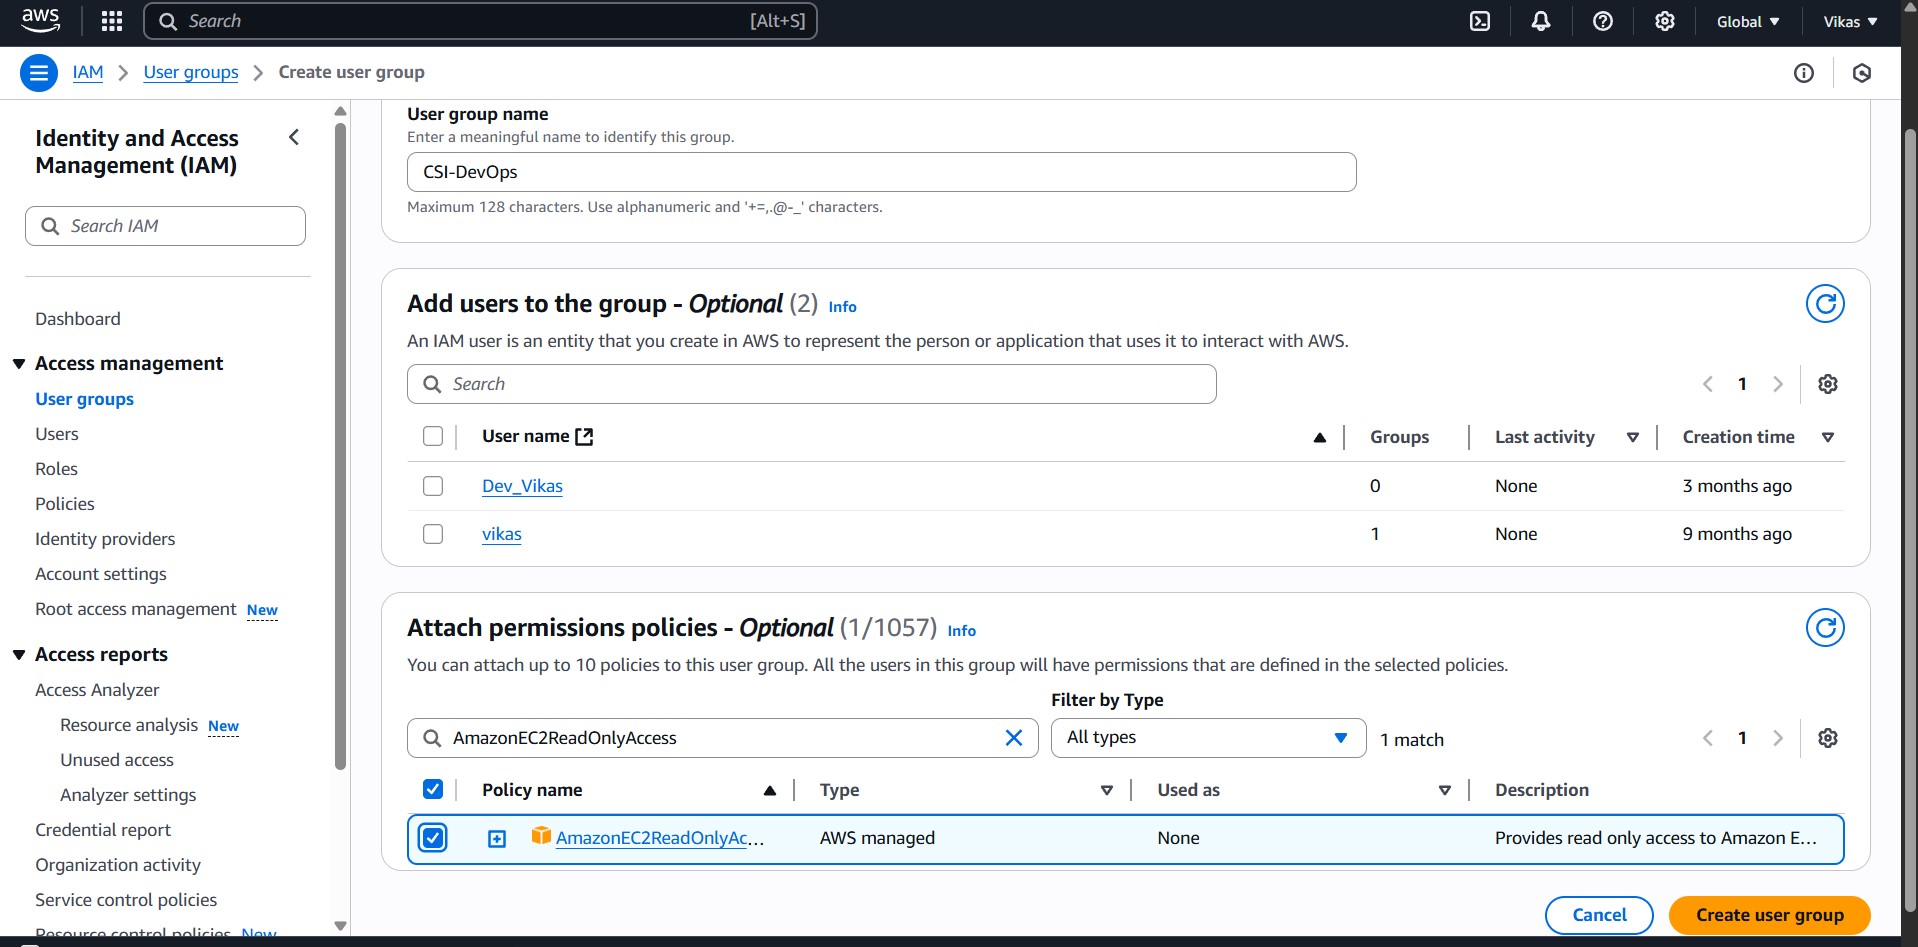 aws
Search [Alt+S]
Global ▼
Vikas ▼
IAM > User groups > Create user group
Identity and Access
Management (IAM)
Search IAM
Dashboard
Access management
User groups
Users
Roles
Policies
Identity providers
Account settings
Root access management New
Access reports
Access Analyzer
Resource analysis New
Unused access
Analyzer settings
Credential report
Organization activity
Service control policies
Resource control policies New
User group name
Enter a meaningful name to identify this group.
CSI-DevOps
Maximum 128 characters. Use alphanumeric and '+=,.@-_' characters.
Add users to the group - Optional (2) Info
An IAM user is an entity that you create in AWS to represent the person or application that uses it to interact with AWS.
Search
1
User name Groups Last activity Creation time
Dev_Vikas 0 None 3 months ago
vikas 1 None 9 months ago
Attach permissions policies - Optional (1/1057) Info
You can attach up to 10 policies to this user group. All the users in this group will have permissions that are defined in the selected policies.
Filter by Type
AmazonEC2ReadOnlyAccess All types 1 match 1
Policy name Type Used as Description
AmazonEC2ReadOnlyAc... AWS managed None Provides read only access to Amazon E...
Cancel Create user group